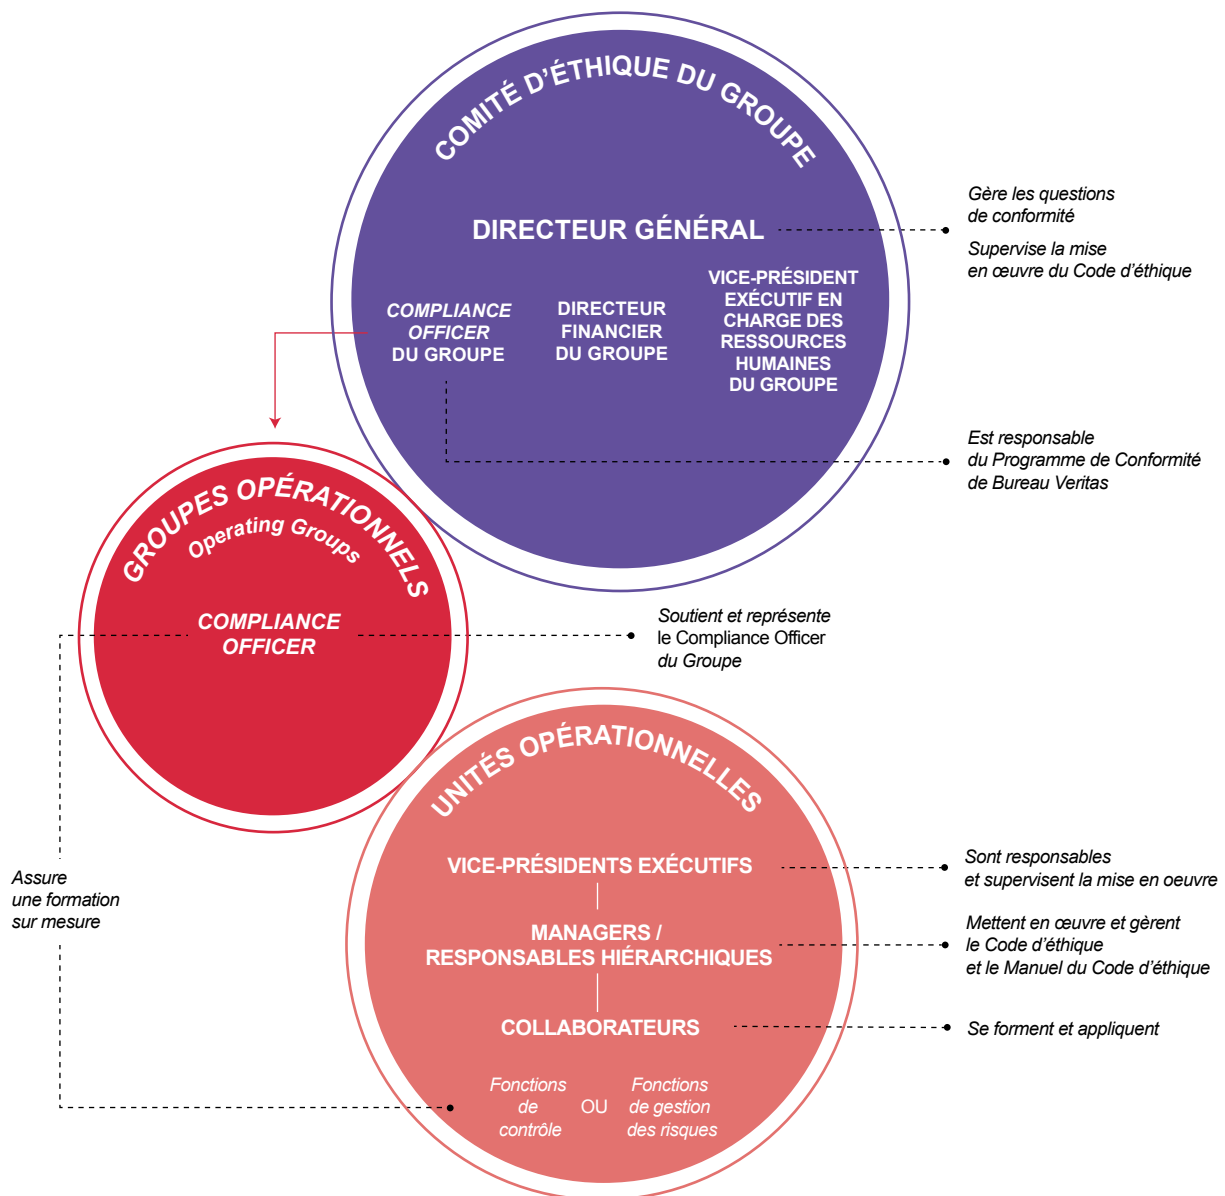 COMITÉ D'ÉTHIQUE DU GROUPE
DIRECTEUR GÉNÉRAL
COMPLIANCE
OFFICER
DU GROUPE
DIRECTEUR
FINANCIER
DU GROUPE
VICE-PRÉSIDENT
EXÉCUTIF EN
CHARGE DES
RESSOURCES
HUMAINES
DU GROUPE
Gère les questions
de conformité
Supervise la mise
en œuvre du Code d'éthique
Est responsable
du Programme de Conformité
de Bureau Veritas
GROUPES OPÉRATIONNELS
Operating Groups
COMPLIANCE
OFFICER
Soutient et représente
le Compliance Officer
du Groupe
Assure
une formation
sur mesure
UNITÉS OPÉRATIONNELLES
VICE-PRÉSIDENTS EXÉCUTIFS
MANAGERS /
RESPONSABLES HIÉRARCHIQUES
COLLABORATEURS
Fonctions
de
contrôle
OU
Fonctions
de gestion
des risques
Sont responsables
et supervisent la mise en oeuvre
Mettent en œuvre et gèrent
le Code d'éthique
et le Manuel du Code d'éthique
Se forment et appliquent